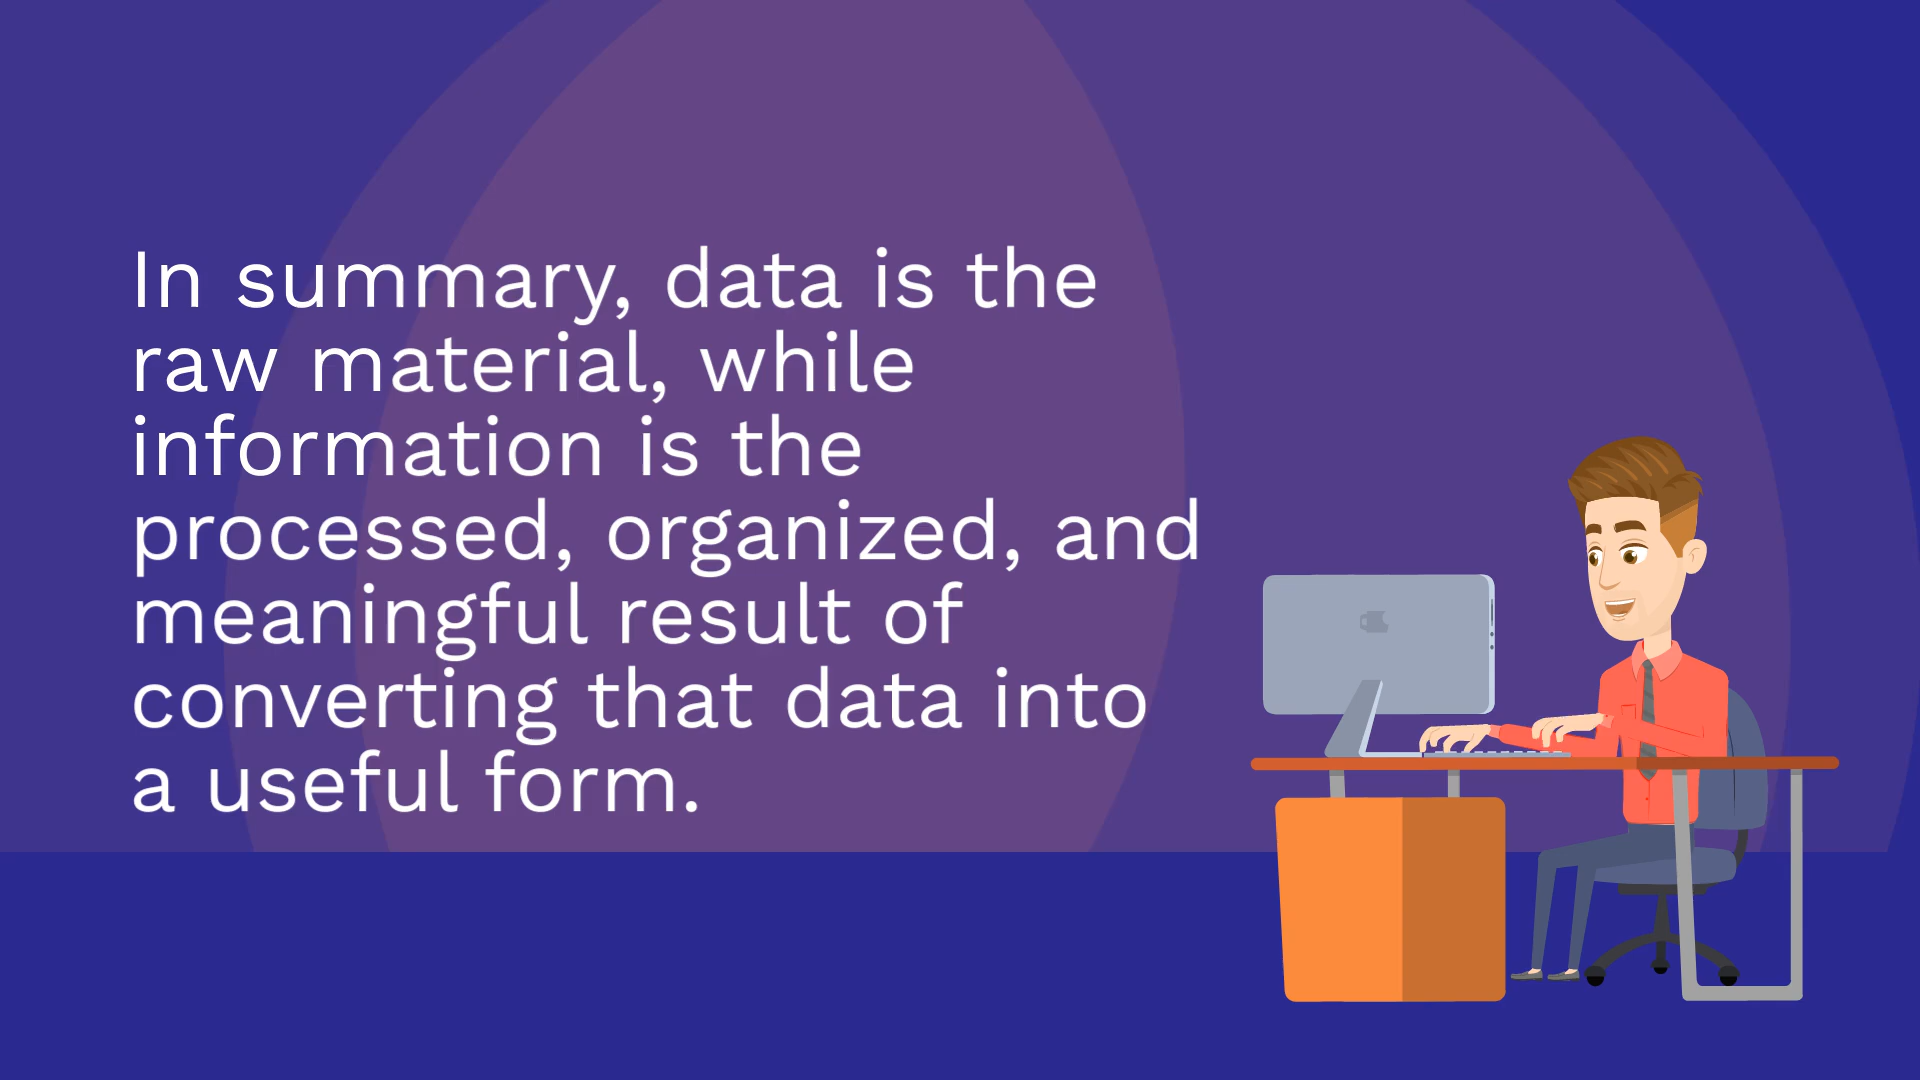 In summary, data is the
raw material, while
information is the
processed, organized, and
meaningful result of
converting that data into
a useful form.